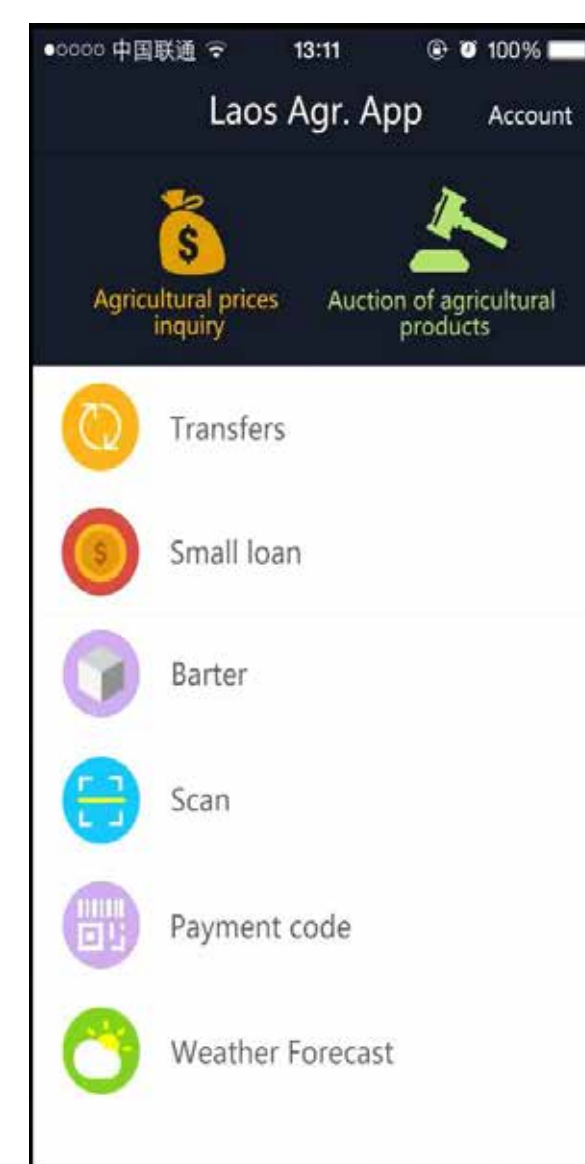 ●○○○○ 中国联通 13:11 100%
Laos Agr. App Account
$
Agricultural prices
inquiry
Auction of agricultural
products
Transfers
$
Small loan
Barter
Scan
Payment code
Weather Forecast